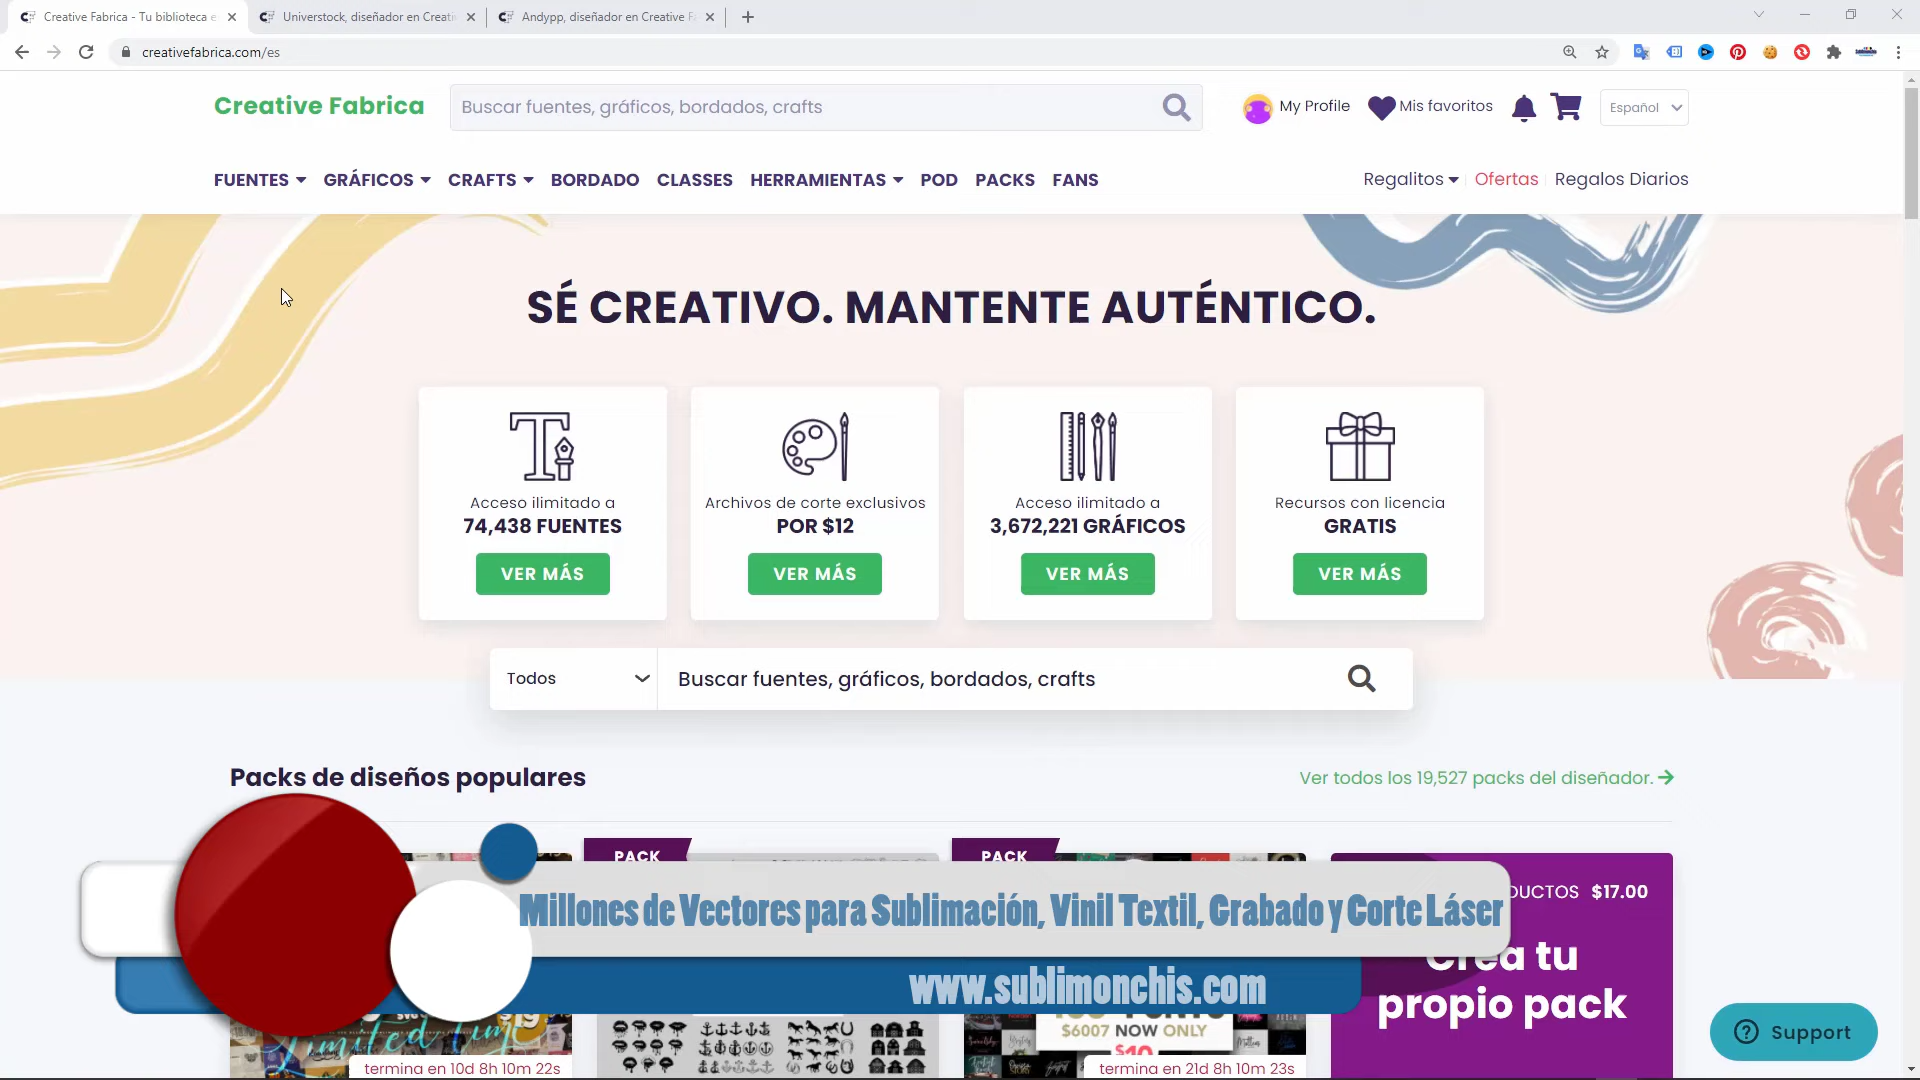 Creative Fabrica - Tu biblioteca e
Universtock, diseñador en Creati
Andypp, diseñador en Creative F
creativefabrica.com/es
Creative Fabrica
Buscar fuentes, gráficos, bordados, crafts
My Profile
Mis favoritos
Español
FUENTES
GRÁFICOS
CRAFTS
BORDADO
CLASSES
HERRAMIENTAS
POD
PACKS
FANS
Regalitos
Ofertas
Regalos Diarios
SÉ CREATIVO. MANTENTE AUTÉNTICO.
Acceso ilimitado a
74,438 FUENTES
VER MÁS
Archivos de corte exclusivos
POR $12
VER MÁS
Acceso ilimitado a
3,672,221 GRÁFICOS
VER MÁS
Recursos con licencia
GRATIS
VER MÁS
Todos
Buscar fuentes, gráficos, bordados, crafts
Packs de diseños populares
Ver todos los 19,527 packs del diseñador.
PACK
PACK
DUCTOS $17.00
Millones de Vectores para Sublimación, Vinil Textil, Grabado y Corte Láser
www.sublimonchis.com
Crea tu
propio pack
Limited Time
$6007 NOW ONLY
termina en 10d 8h 10m 22s
termina en 21d 8h 10m 23s
Support